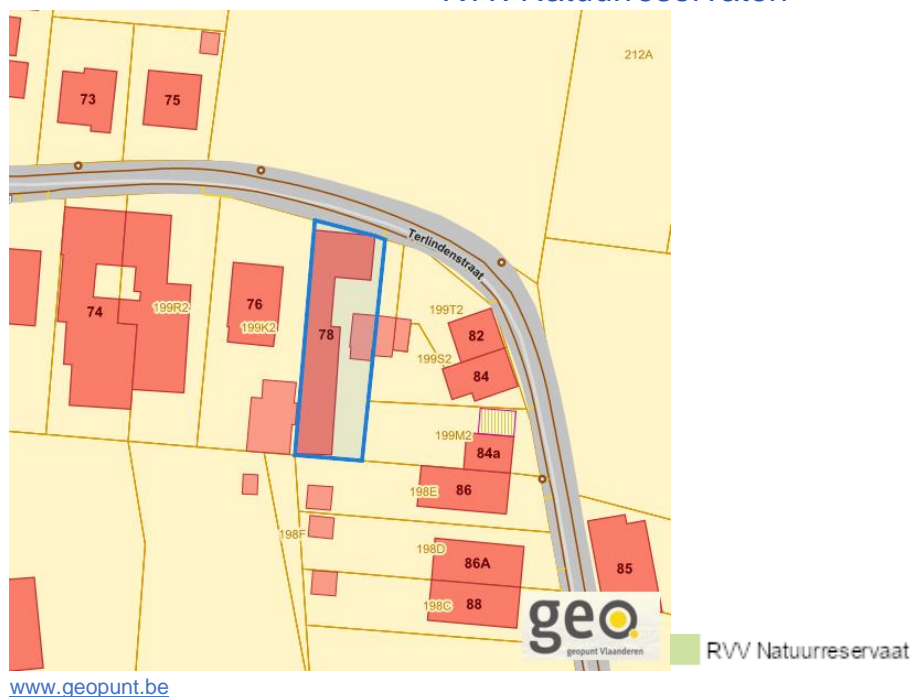 RVV Natuurreservaten
212A
73
75
Terlindenstraat
199R2
74
76
199K2
78
199T2
82
199S2
84
199M2
84a
198E
86
198F
198D
86A
85
198C
88
geo
geopunt Vlaanderen
RVV Natuurreservaat
www.geopunt.be